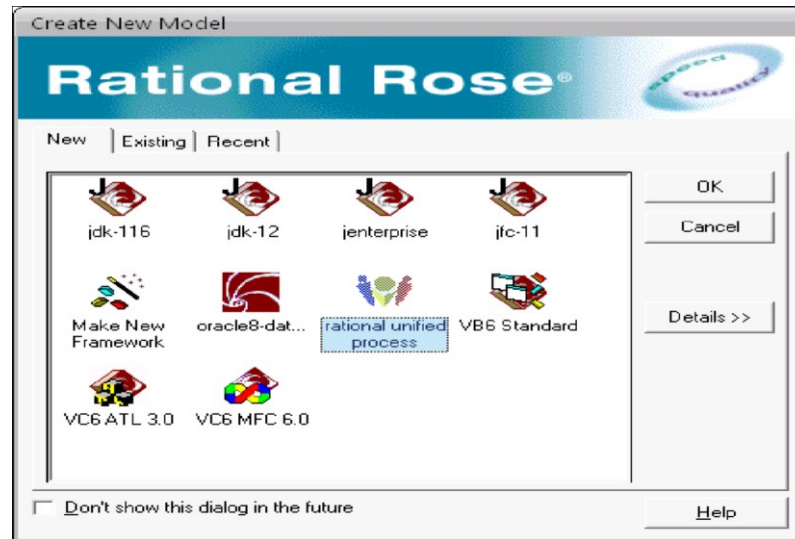 Create New Model
Rational Rose®
speed
quality
New
Existing
Recent
jdk-116
jdk-12
jenterprise
jfc-11
Make New
Framework
oracle8-dat...
rational unified
process
VB6 Standard
VC6 ATL 3.0
VC6 MFC 6.0
OK
Cancel
Details >>
Don't show this dialog in the future
Help